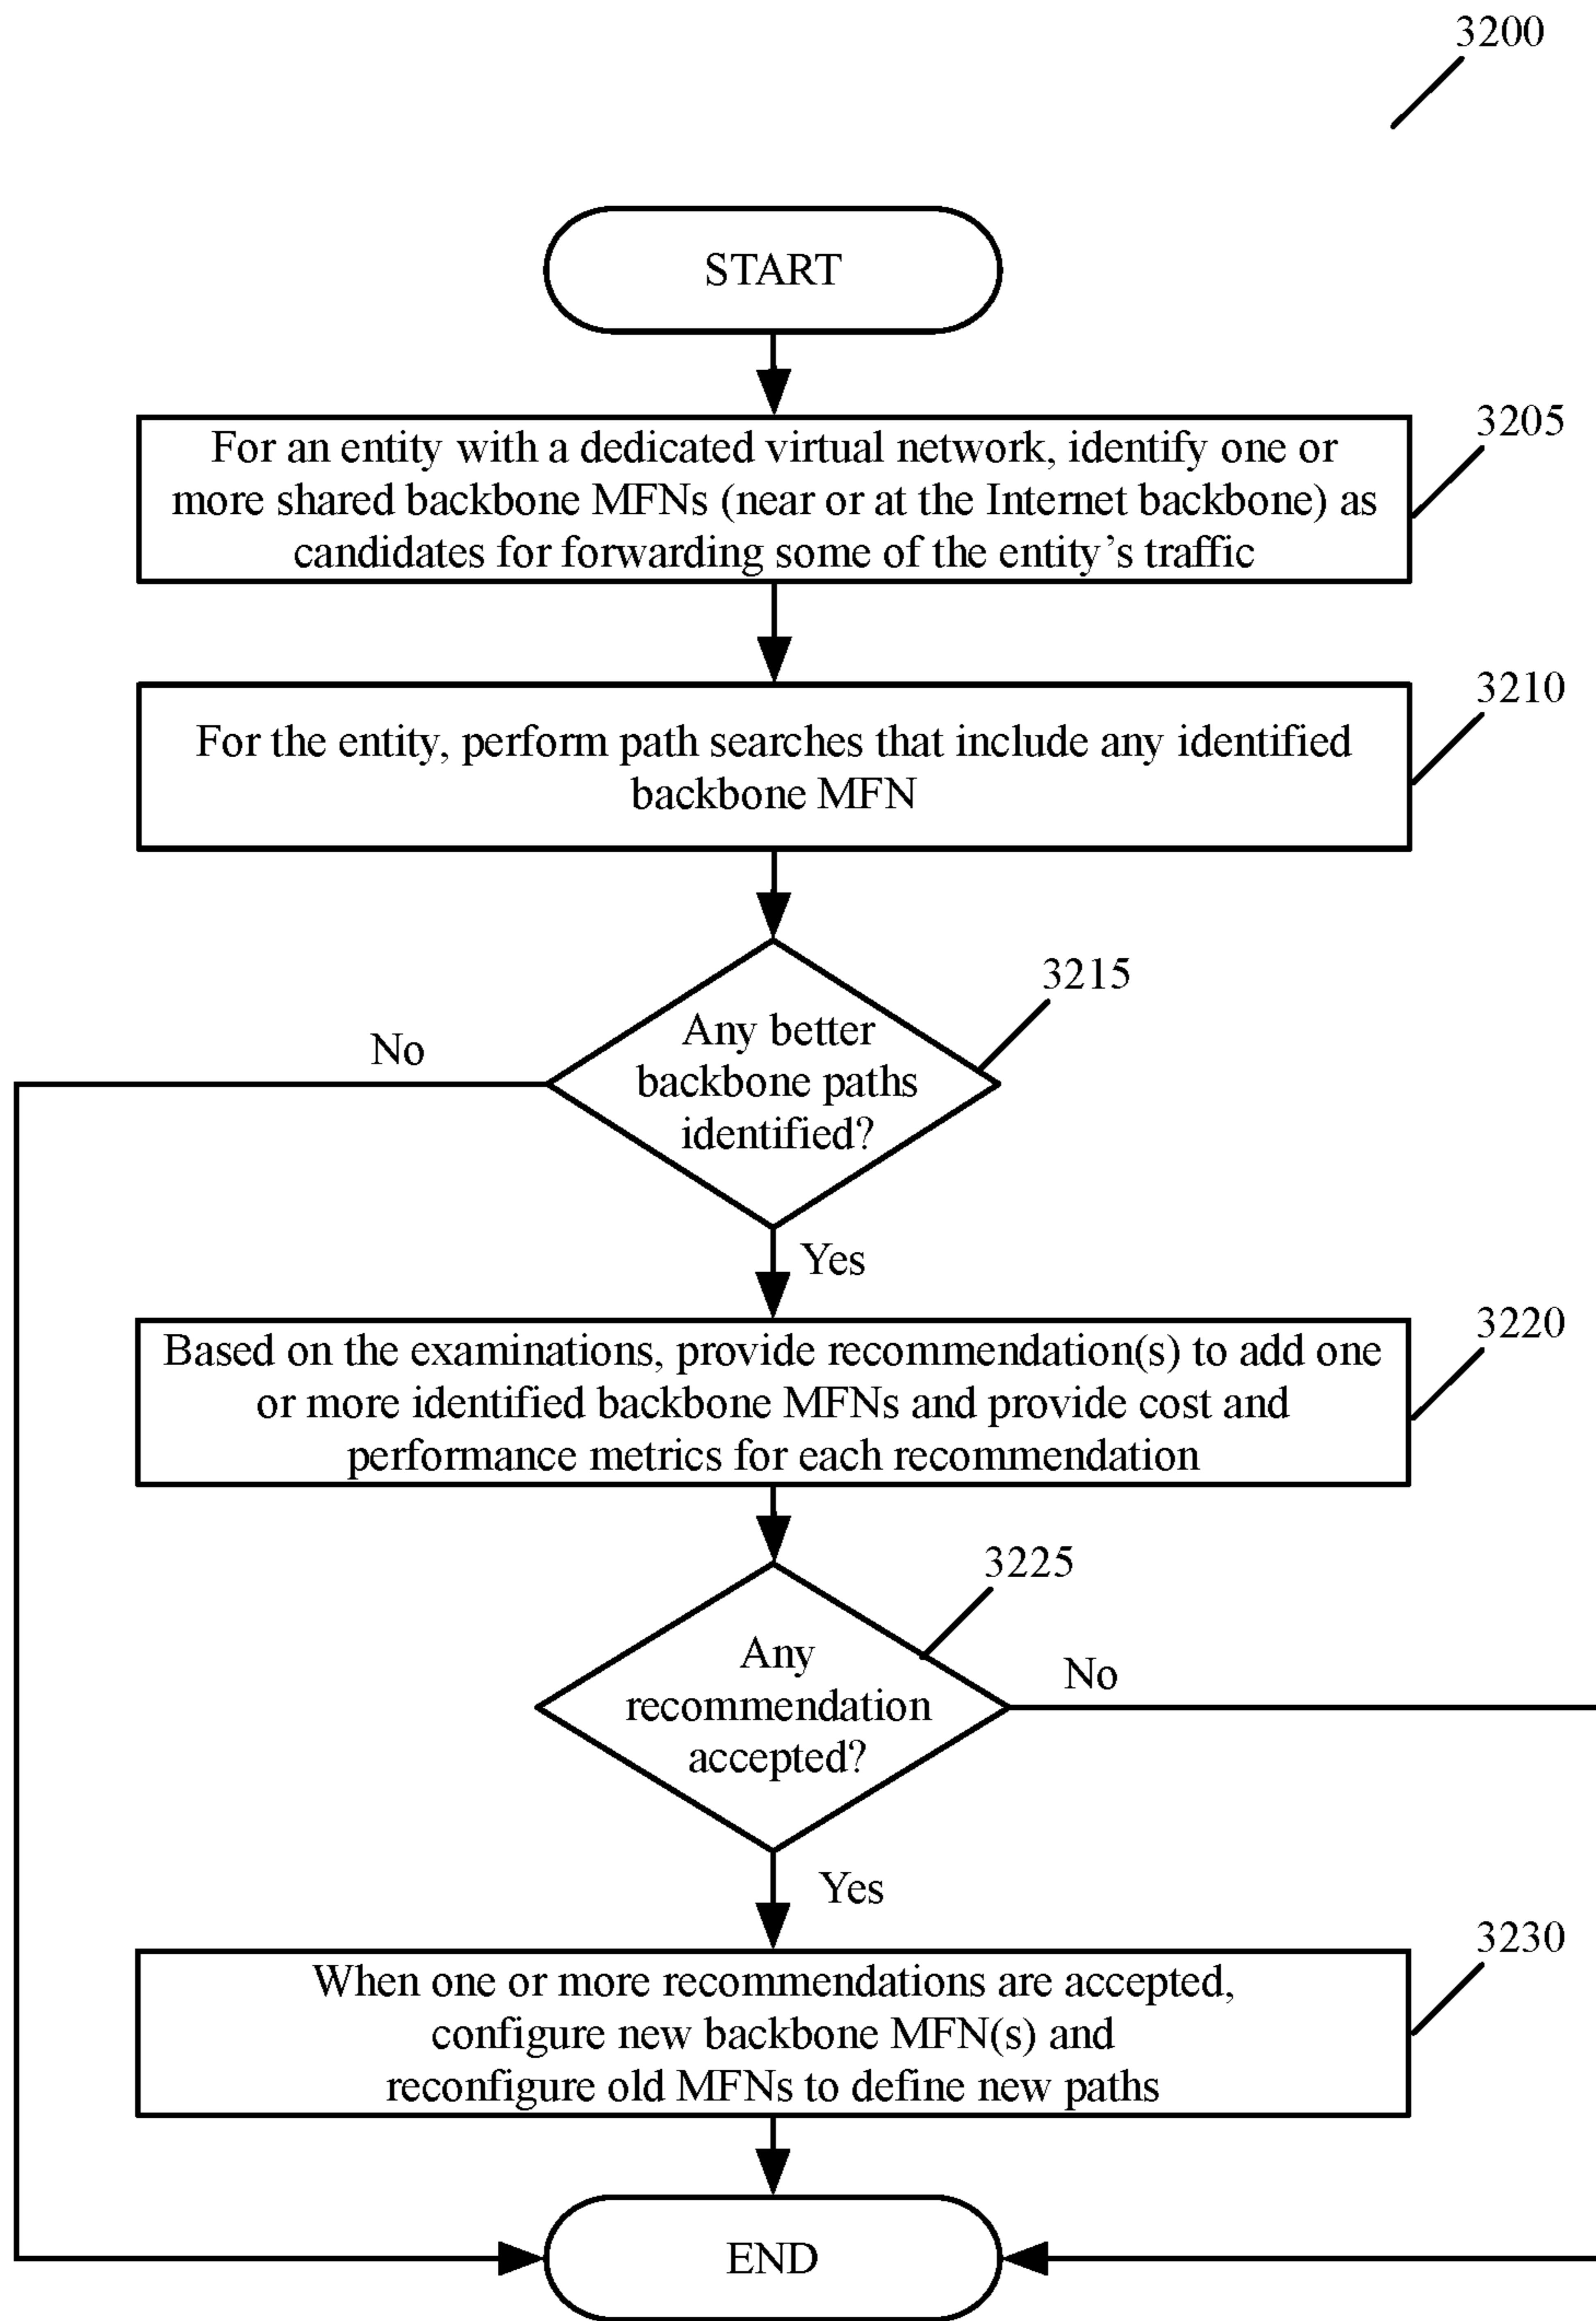 3200
START
3205
For an entity with a dedicated virtual network, identify one or
more shared backbone MFNs (near or at the Internet backbone) as
candidates for forwarding some of the entity’s traffic
3210
For the entity, perform path searches that include any identified
backbone MFN
3215
Any better
backbone paths
identified?
No
Yes
3220
Based on the examinations, provide recommendation(s) to add one
or more identified backbone MFNs and provide cost and
performance metrics for each recommendation
3225
Any
recommendation
accepted?
No
Yes
3230
When one or more recommendations are accepted,
configure new backbone MFN(s) and
reconfigure old MFNs to define new paths
END